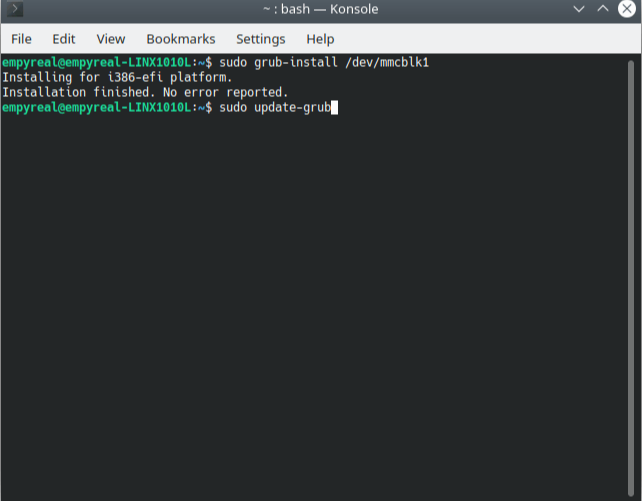 ~ : bash — Konsole
File Edit View Bookmarks Settings Help
empyreal@empyreal-LINX1010L:~$ sudo grub-install /dev/mmcblk1
Installing for i386-efi platform.
Installation finished. No error reported.
empyreal@empyreal-LINX1010L:~$ sudo update-grub